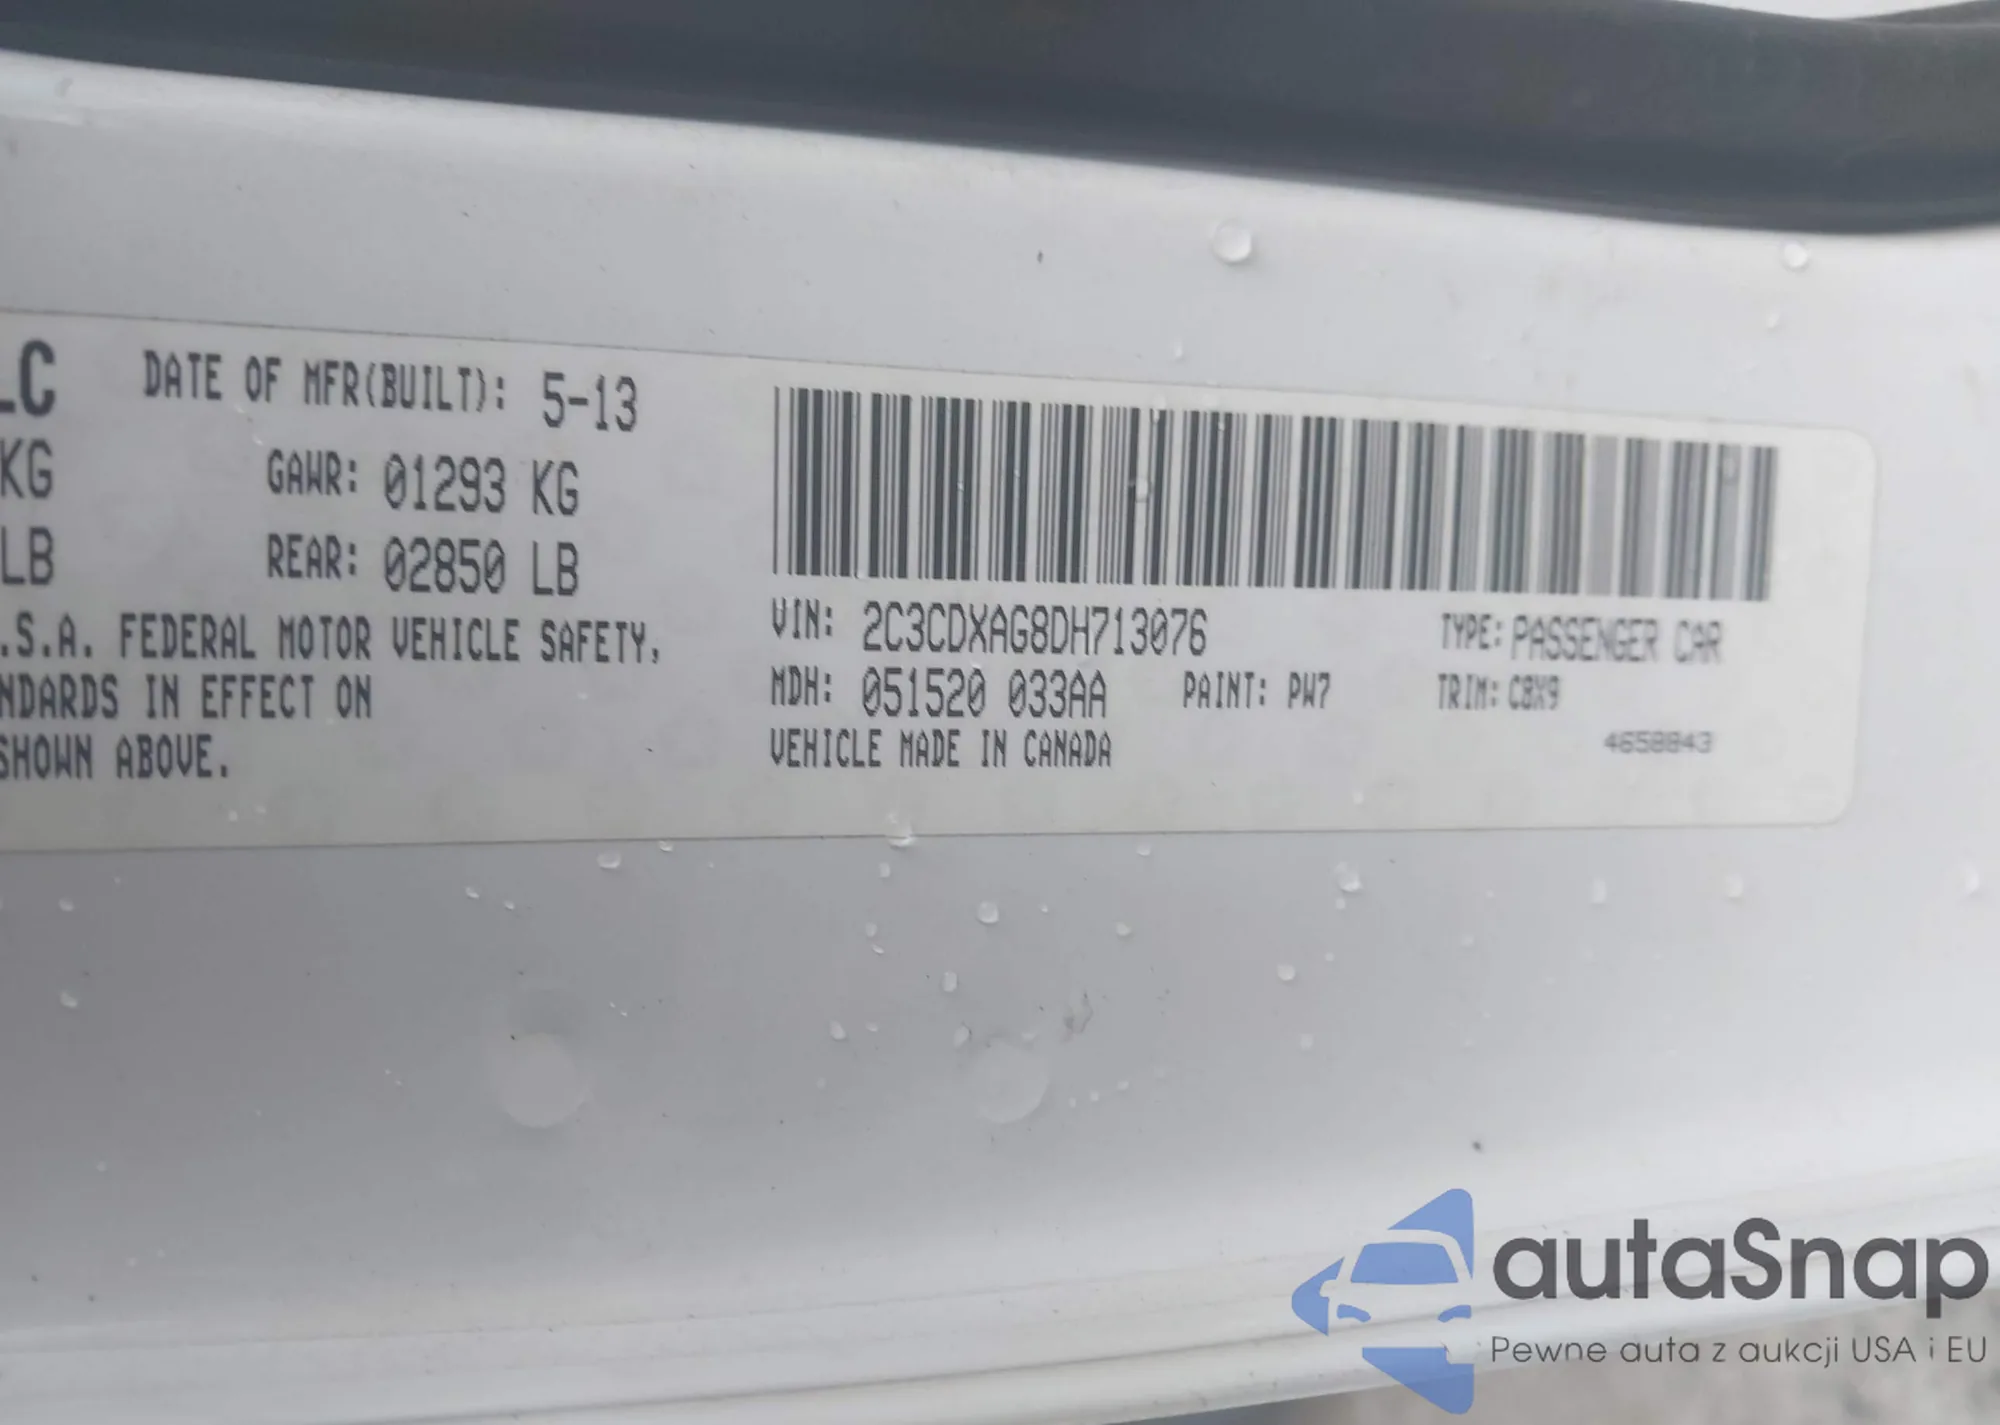 LC DATE OF MFR(BUILT): 5-13
KG GAWR: 01293 KG
LB REAR: 02850 LB
.S.A. FEDERAL MOTOR VEHICLE SAFETY,
NDARDS IN EFFECT ON
SHOWN ABOVE.
VIN: 2C3CDXAG8DH713076 TYPE: PASSENGER CAR
MDH: 051520 033AA PAINT: PW7 TRIM: C8X9
VEHICLE MADE IN CANADA
4658843
autaSnap
Pewne auta z aukcji USA i EU